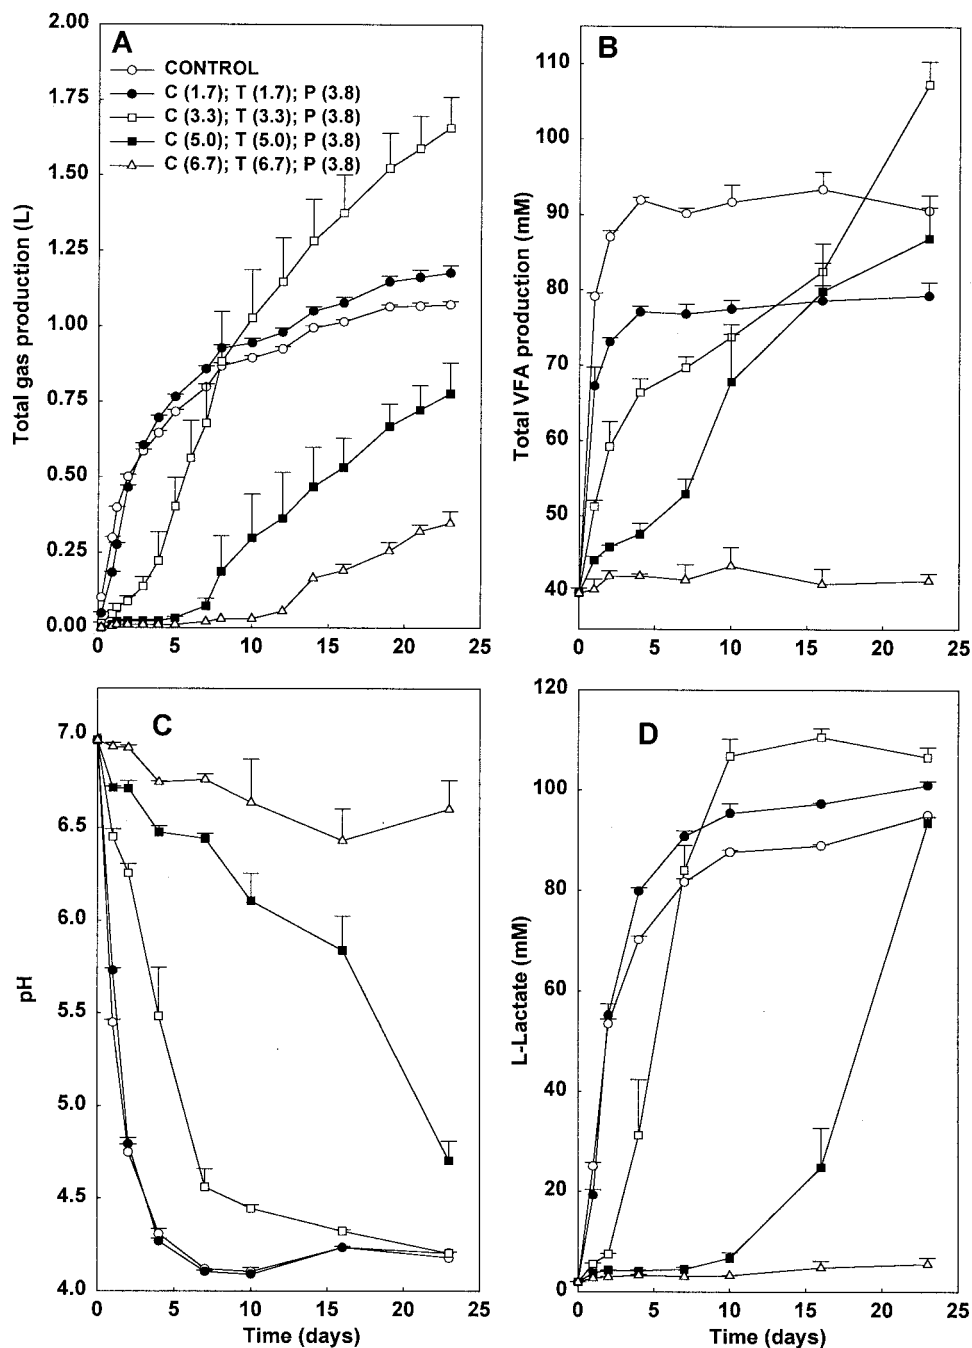 A
CONTROL
C (1.7); T (1.7); P (3.8)
C (3.3); T (3.3); P (3.8)
C (5.0); T (5.0); P (3.8)
C (6.7); T (6.7); P (3.8)
Total gas production (L)
2.00
1.75
1.50
1.25
1.00
0.75
0.50
0.25
0.00
0 5 10 15 20 25
B
Total VFA production (mM)
110
100
90
80
70
60
50
40
0 5 10 15 20 25
C
pH
7.0
6.5
6.0
5.5
5.0
4.5
4.0
0 5 10 15 20 25
Time (days)
D
L-Lactate (mM)
120
100
80
60
40
20
0
0 5 10 15 20 25
Time (days)